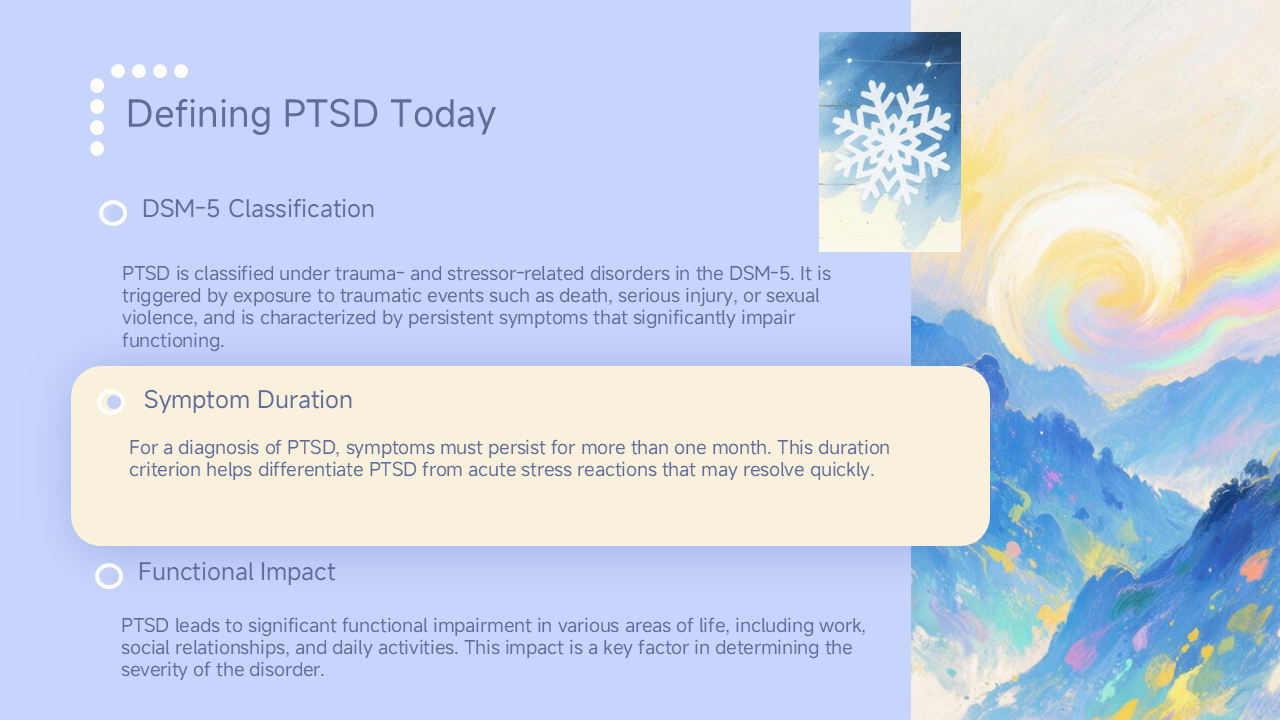 Defining PTSD Today
DSM-5 Classification
PTSD is classified under trauma- and stressor-related disorders in the DSM-5. It is
triggered by exposure to traumatic events such as death, serious injury, or sexual
violence, and is characterized by persistent symptoms that significantly impair
functioning.
Symptom Duration
For a diagnosis of PTSD, symptoms must persist for more than one month. This duration
criterion helps differentiate PTSD from acute stress reactions that may resolve quickly.
Functional Impact
PTSD leads to significant functional impairment in various areas of life, including work,
social relationships, and daily activities. This impact is a key factor in determining the
severity of the disorder.